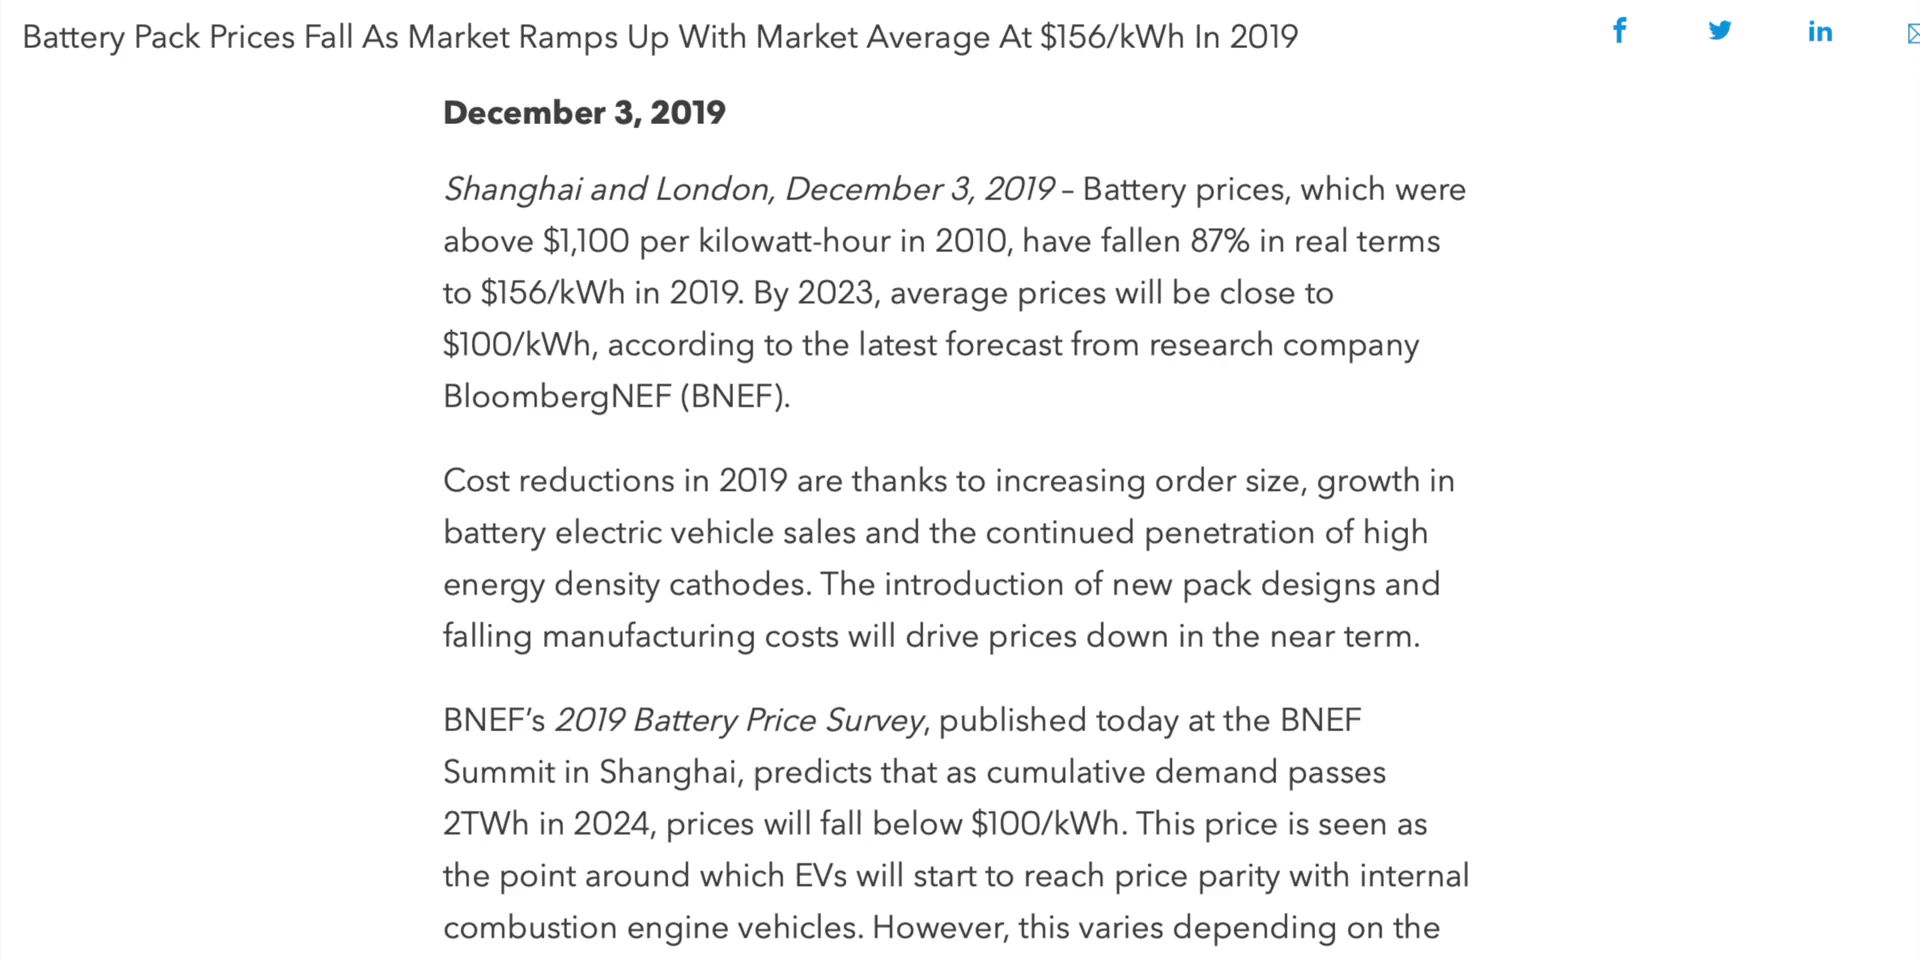 Battery Pack Prices Fall As Market Ramps Up With Market Average At $156/kWh In 2019
December 3, 2019
Shanghai and London, December 3, 2019 – Battery prices, which were
above $1,100 per kilowatt-hour in 2010, have fallen 87% in real terms
to $156/kWh in 2019. By 2023, average prices will be close to
$100/kWh, according to the latest forecast from research company
BloombergNEF (BNEF).
Cost reductions in 2019 are thanks to increasing order size, growth in
battery electric vehicle sales and the continued penetration of high
energy density cathodes. The introduction of new pack designs and
falling manufacturing costs will drive prices down in the near term.
BNEF’s 2019 Battery Price Survey, published today at the BNEF
Summit in Shanghai, predicts that as cumulative demand passes
2TWh in 2024, prices will fall below $100/kWh. This price is seen as
the point around which EVs will start to reach price parity with internal
combustion engine vehicles. However, this varies depending on the